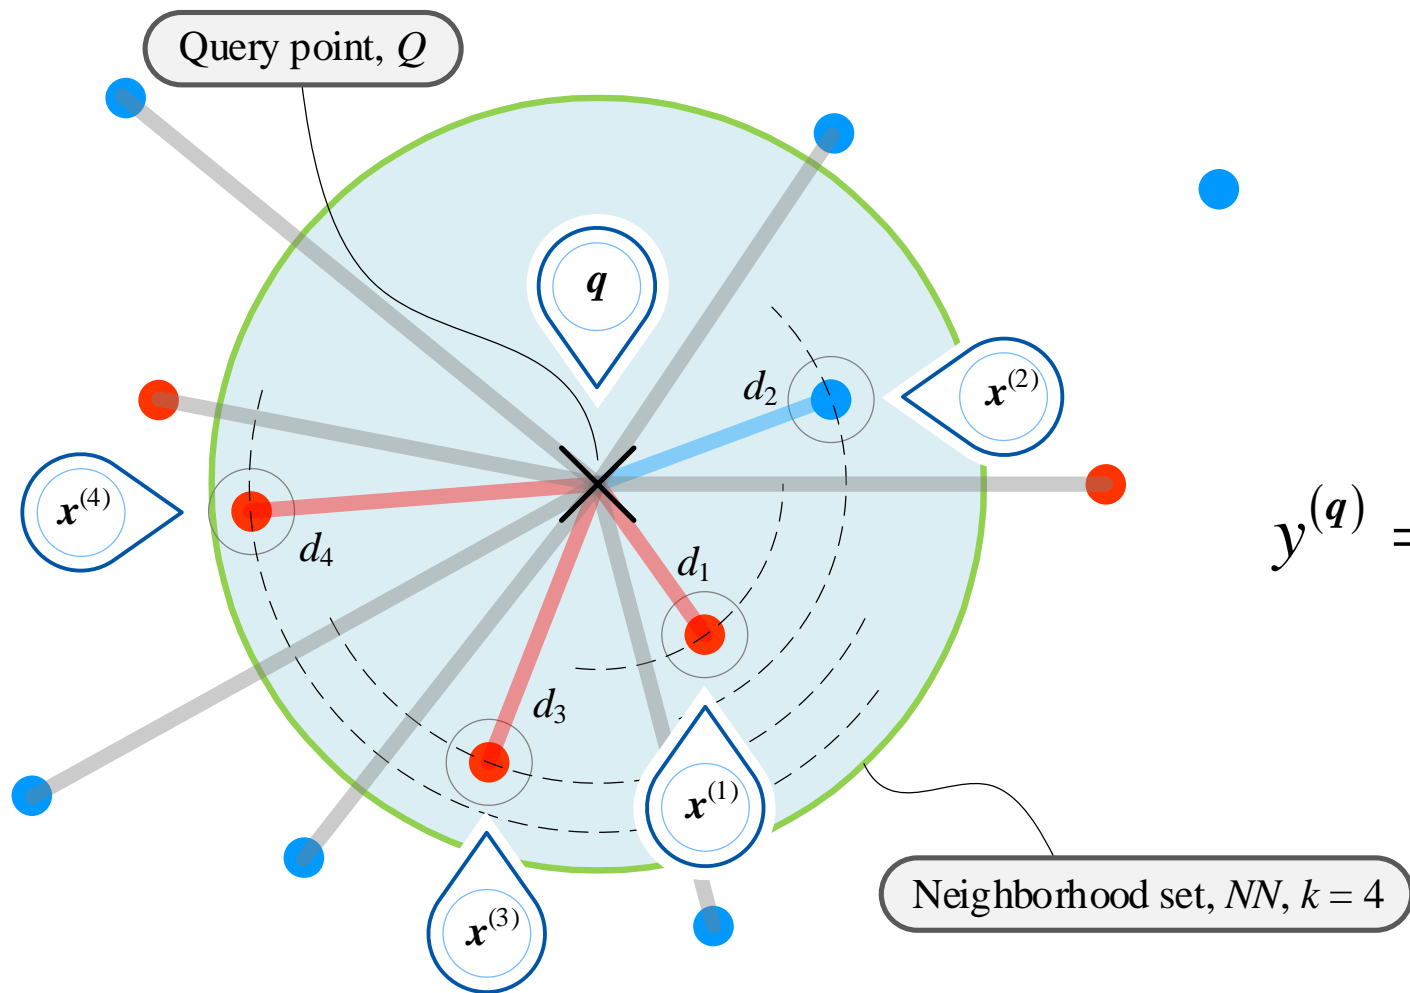 Query point, Q
q
d₂
x⁽²⁾
x⁽⁴⁾
d₄
d₁
y⁽q⁾ =
d₃
x⁽¹⁾
x⁽³⁾
Neighborhood set, NN, k = 4